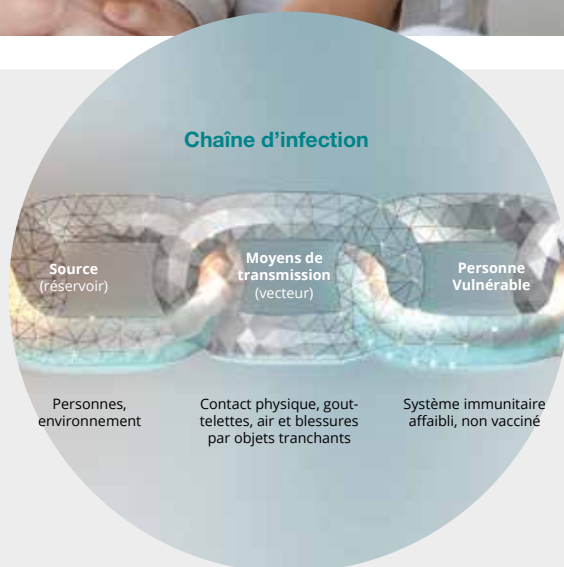 Chaîne d'infection
Source
(réservoir)
Moyens de
transmission
(vecteur)
Personne
Vulnérable
Personnes,
environnement
Contact physique, gout-
telettes, air et blessures
par objets tranchants
Système immunitaire
affaibli, non vacciné